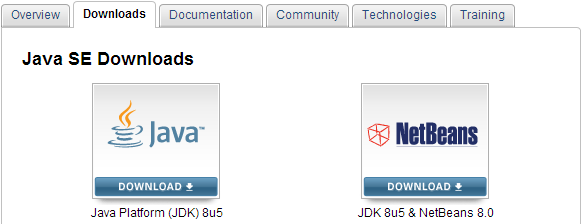 Overview Downloads Documentation Community Technologies Training
Java SE Downloads
Java™ NetBeans
DOWNLOAD DOWNLOAD
Java Platform (JDK) 8u5 JDK 8u5 & NetBeans 8.0